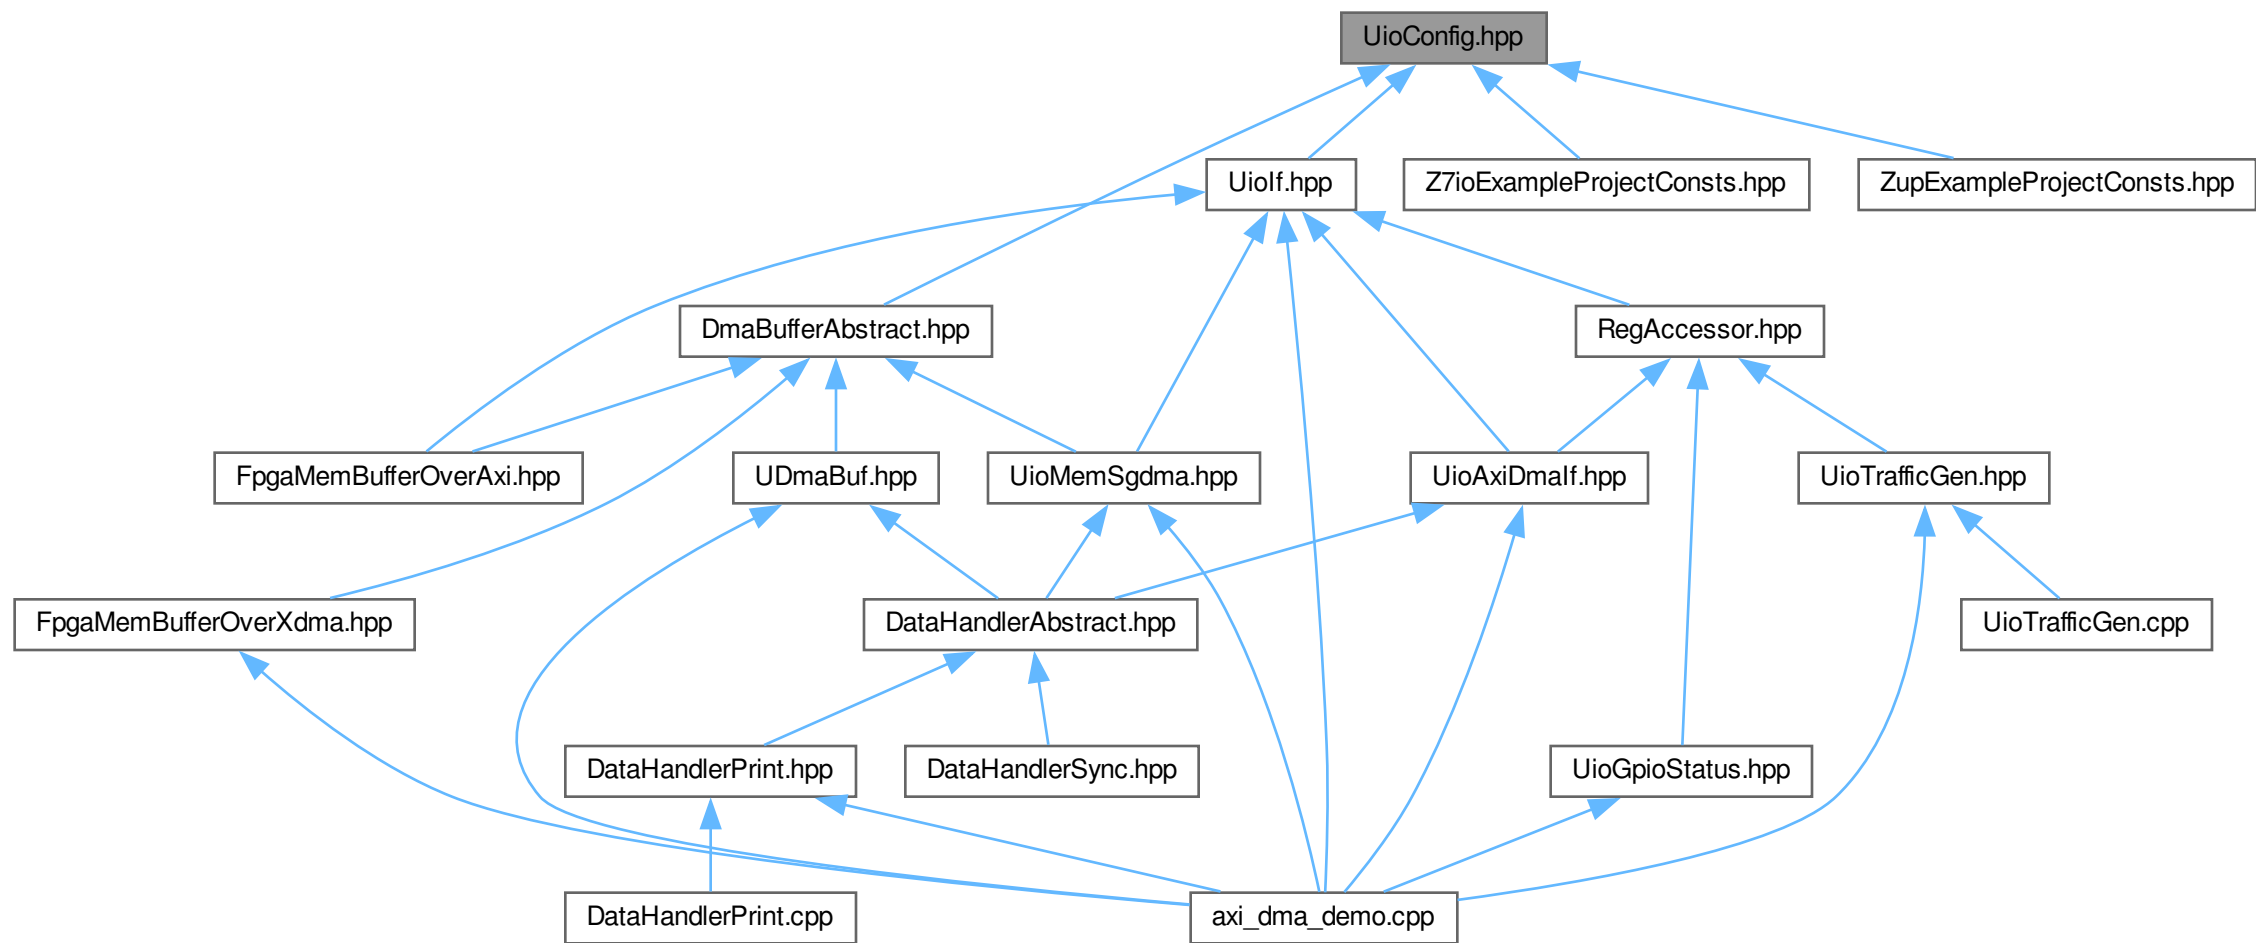 UioConfig.hpp
UioIf.hpp
Z7ioExampleProjectConsts.hpp
ZupExampleProjectConsts.hpp
DmaBufferAbstract.hpp
RegAccessor.hpp
FpgaMemBufferOverAxi.hpp
UDmaBuf.hpp
UioMemSgdma.hpp
UioAxiDmaIf.hpp
UioTrafficGen.hpp
FpgaMemBufferOverXdma.hpp
DataHandlerAbstract.hpp
UioTrafficGen.cpp
DataHandlerPrint.hpp
DataHandlerSync.hpp
UioGpioStatus.hpp
DataHandlerPrint.cpp
axi_dma_demo.cpp